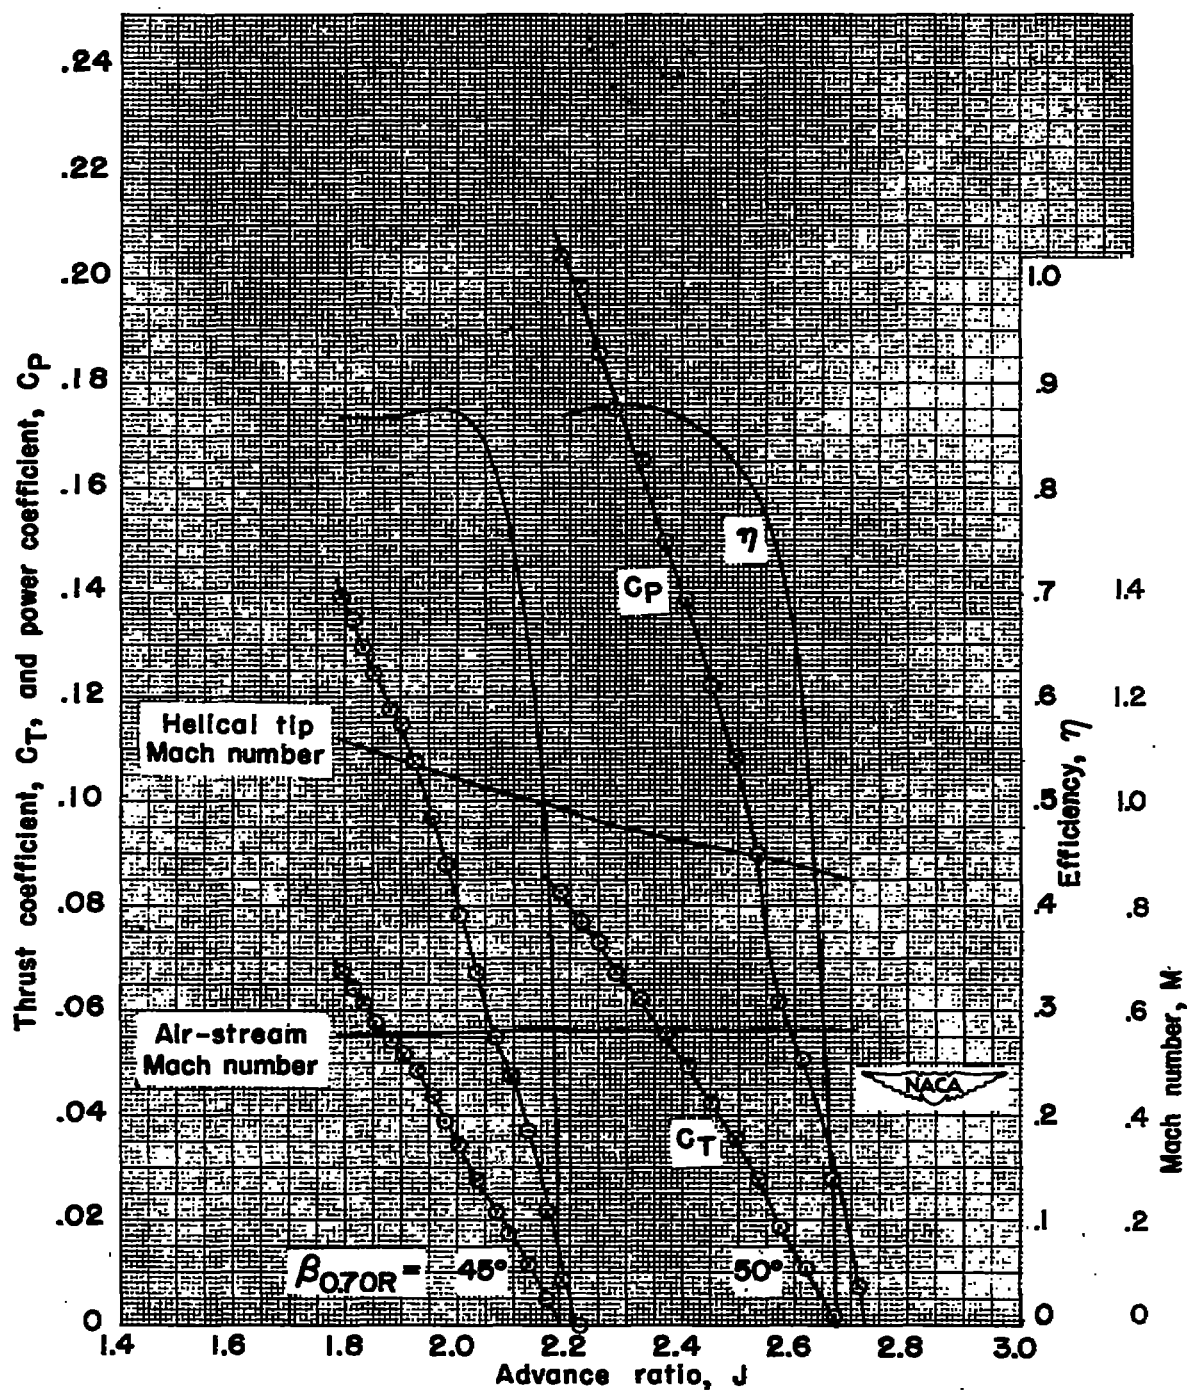 .24
.22
.20
.18
.16
.14
.12
.10
.08
.06
.04
.02
0
Thrust coefficient, CT, and power coefficient, CP
1.0
.9
.8
.7
.6
.5
.4
.3
.2
.1
0
Efficiency, η
1.4
1.2
1.0
.8
.6
.4
.2
0
Mach number, M
η
CP
Helical tip
Mach number
Air-stream
Mach number
NACA
CT
β0.70R = 45° 50°
1.4 1.6 1.8 2.0 2.2 2.4 2.6 2.8 3.0
Advance ratio, J